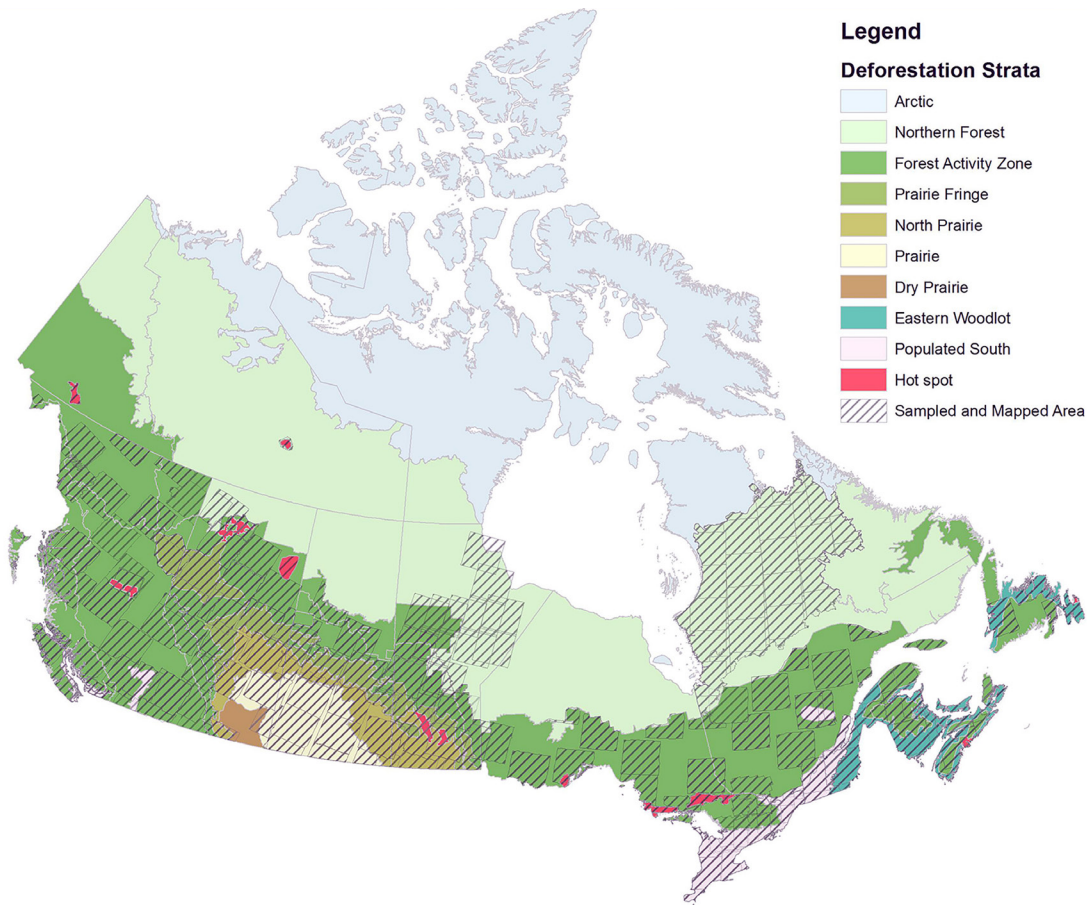 Legend
Deforestation Strata
Arctic
Northern Forest
Forest Activity Zone
Prairie Fringe
North Prairie
Prairie
Dry Prairie
Eastern Woodlot
Populated South
Hot spot
Sampled and Mapped Area